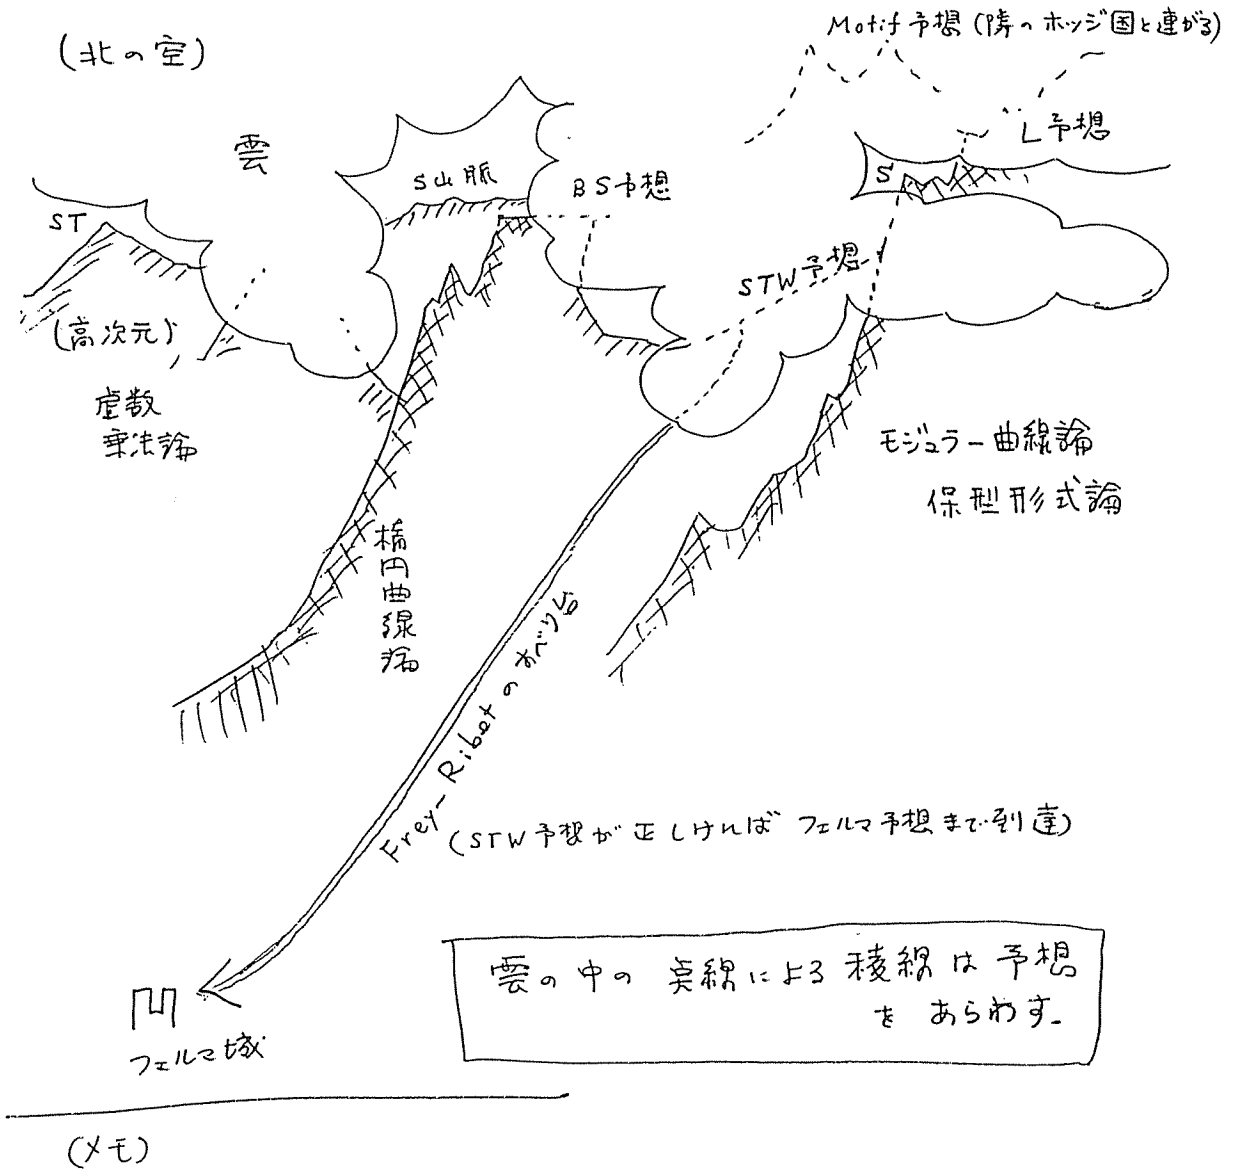 Motif予想(隣のホッジ国と連がる)
(北の空)
雲
L予想
S山脈
BS予想
S
ST
STW予想
(高次元)
虚数
乗法論
モジュラー曲線論
保型形式論
楕円曲線論
Frey-Ribetのすべり台
(STW予想が正しければフェルマ予想まで到達)
雲の中の点線による稜線は予想
をあらわす.
フェルマ城
(メモ)